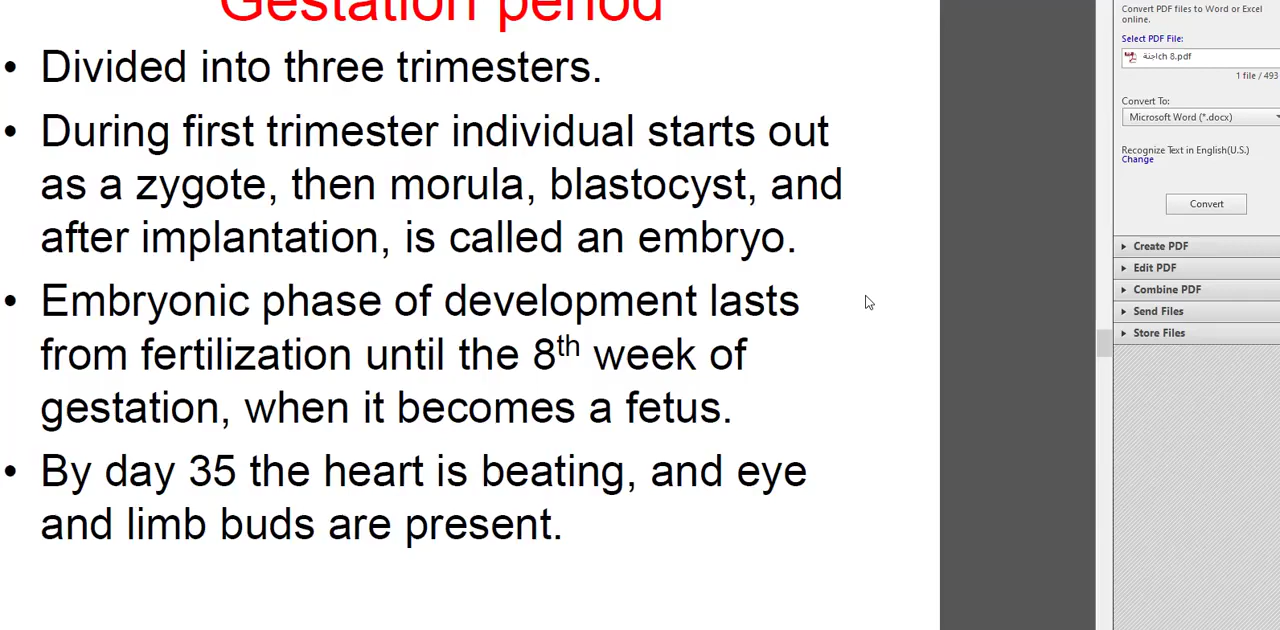 Gestation period
• Divided into three trimesters.
• During first trimester individual starts out
as a zygote, then morula, blastocyst, and
after implantation, is called an embryo.
• Embryonic phase of development lasts
from fertilization until the 8th week of
gestation, when it becomes a fetus.
• By day 35 the heart is beating, and eye
and limb buds are present.
Convert PDF files to Word or Excel
online.
Select PDF File:
اجنة ch 8.pdf
1 file / 493
Convert To:
Microsoft Word (*.docx)
Recognize Text in English(U.S.)
Change
Convert
Create PDF
Edit PDF
Combine PDF
Send Files
Store Files